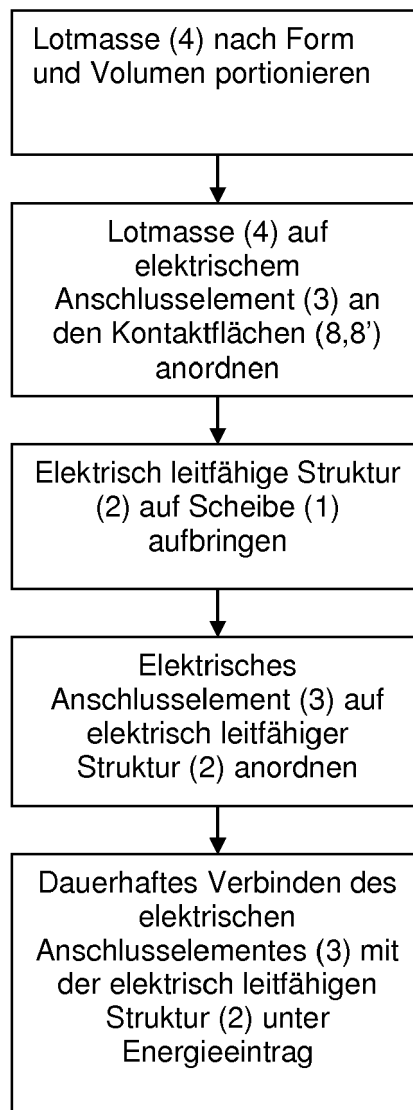 Lotmasse (4) nach Form
und Volumen portionieren
Lotmasse (4) auf
elektrischem
Anschlusselement (3) an
den Kontaktflächen (8,8')
anordnen
Elektrisch leitfähige Struktur
(2) auf Scheibe (1)
aufbringen
Elektrisches
Anschlusselement (3) auf
elektrisch leitfähiger
Struktur (2) anordnen
Dauerhaftes Verbinden des
elektrischen
Anschlusselementes (3) mit
der elektrisch leitfähigen
Struktur (2) unter
Energieeintrag